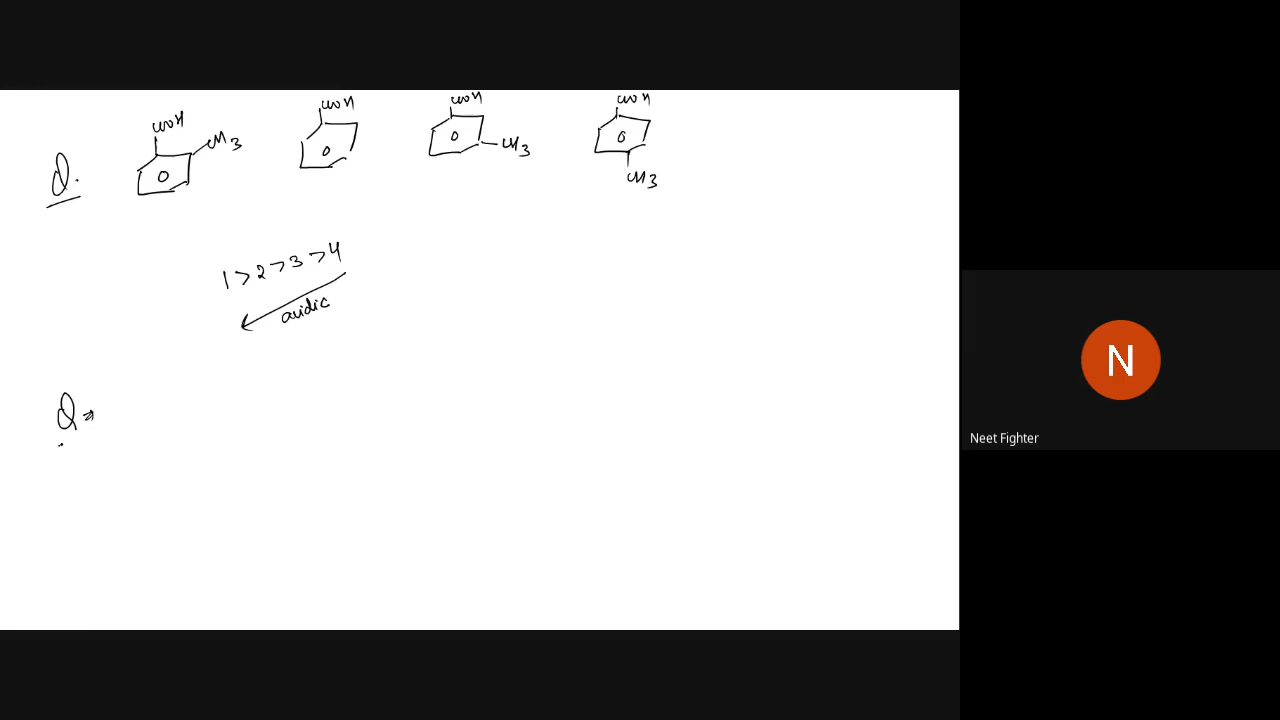 COOH COOH COOH COOH
Q. CH3 CH3 CH3
1 > 2 > 3 > 4
acidic
Q ⇒
N
Neet Fighter